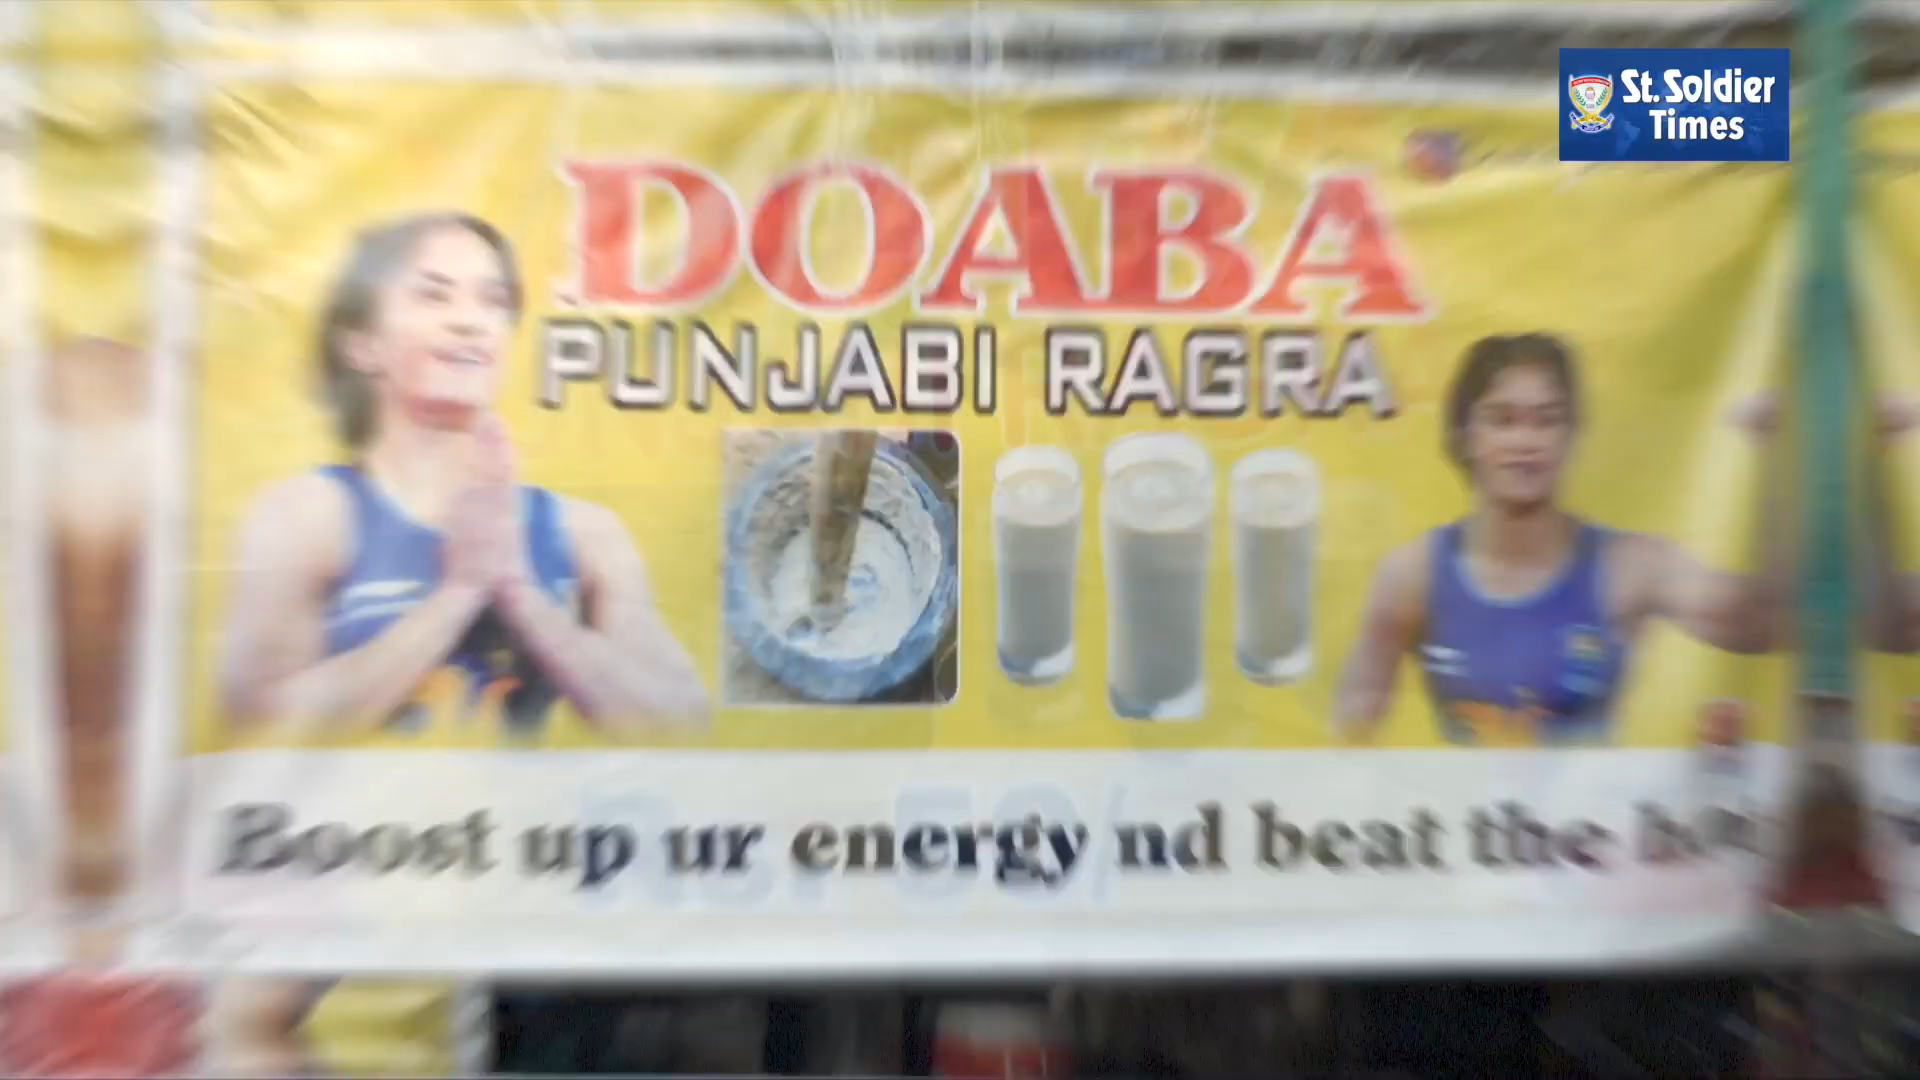 St. Soldier
Times
DOABA
PUNJABI RAGRA
Boost up ur energy nd beat the